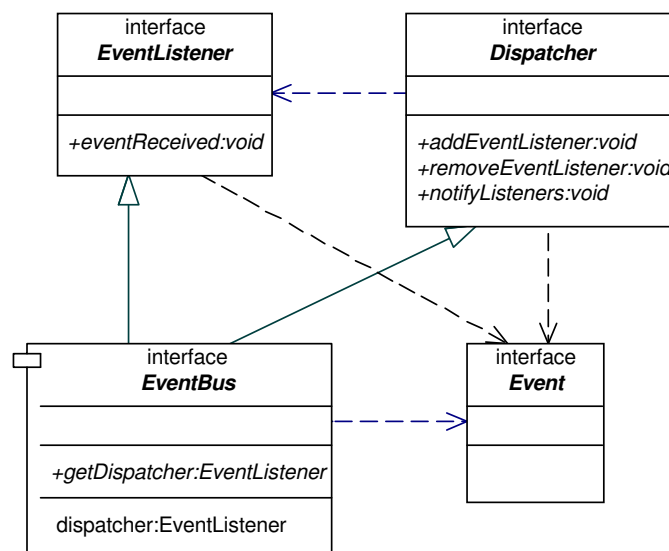 interface
EventListener
+eventReceived:void
interface
Dispatcher
+addEventListener:void
+removeEventListener:void
+notifyListeners:void
interface
EventBus
+getDispatcher:EventListener
dispatcher:EventListener
interface
Event